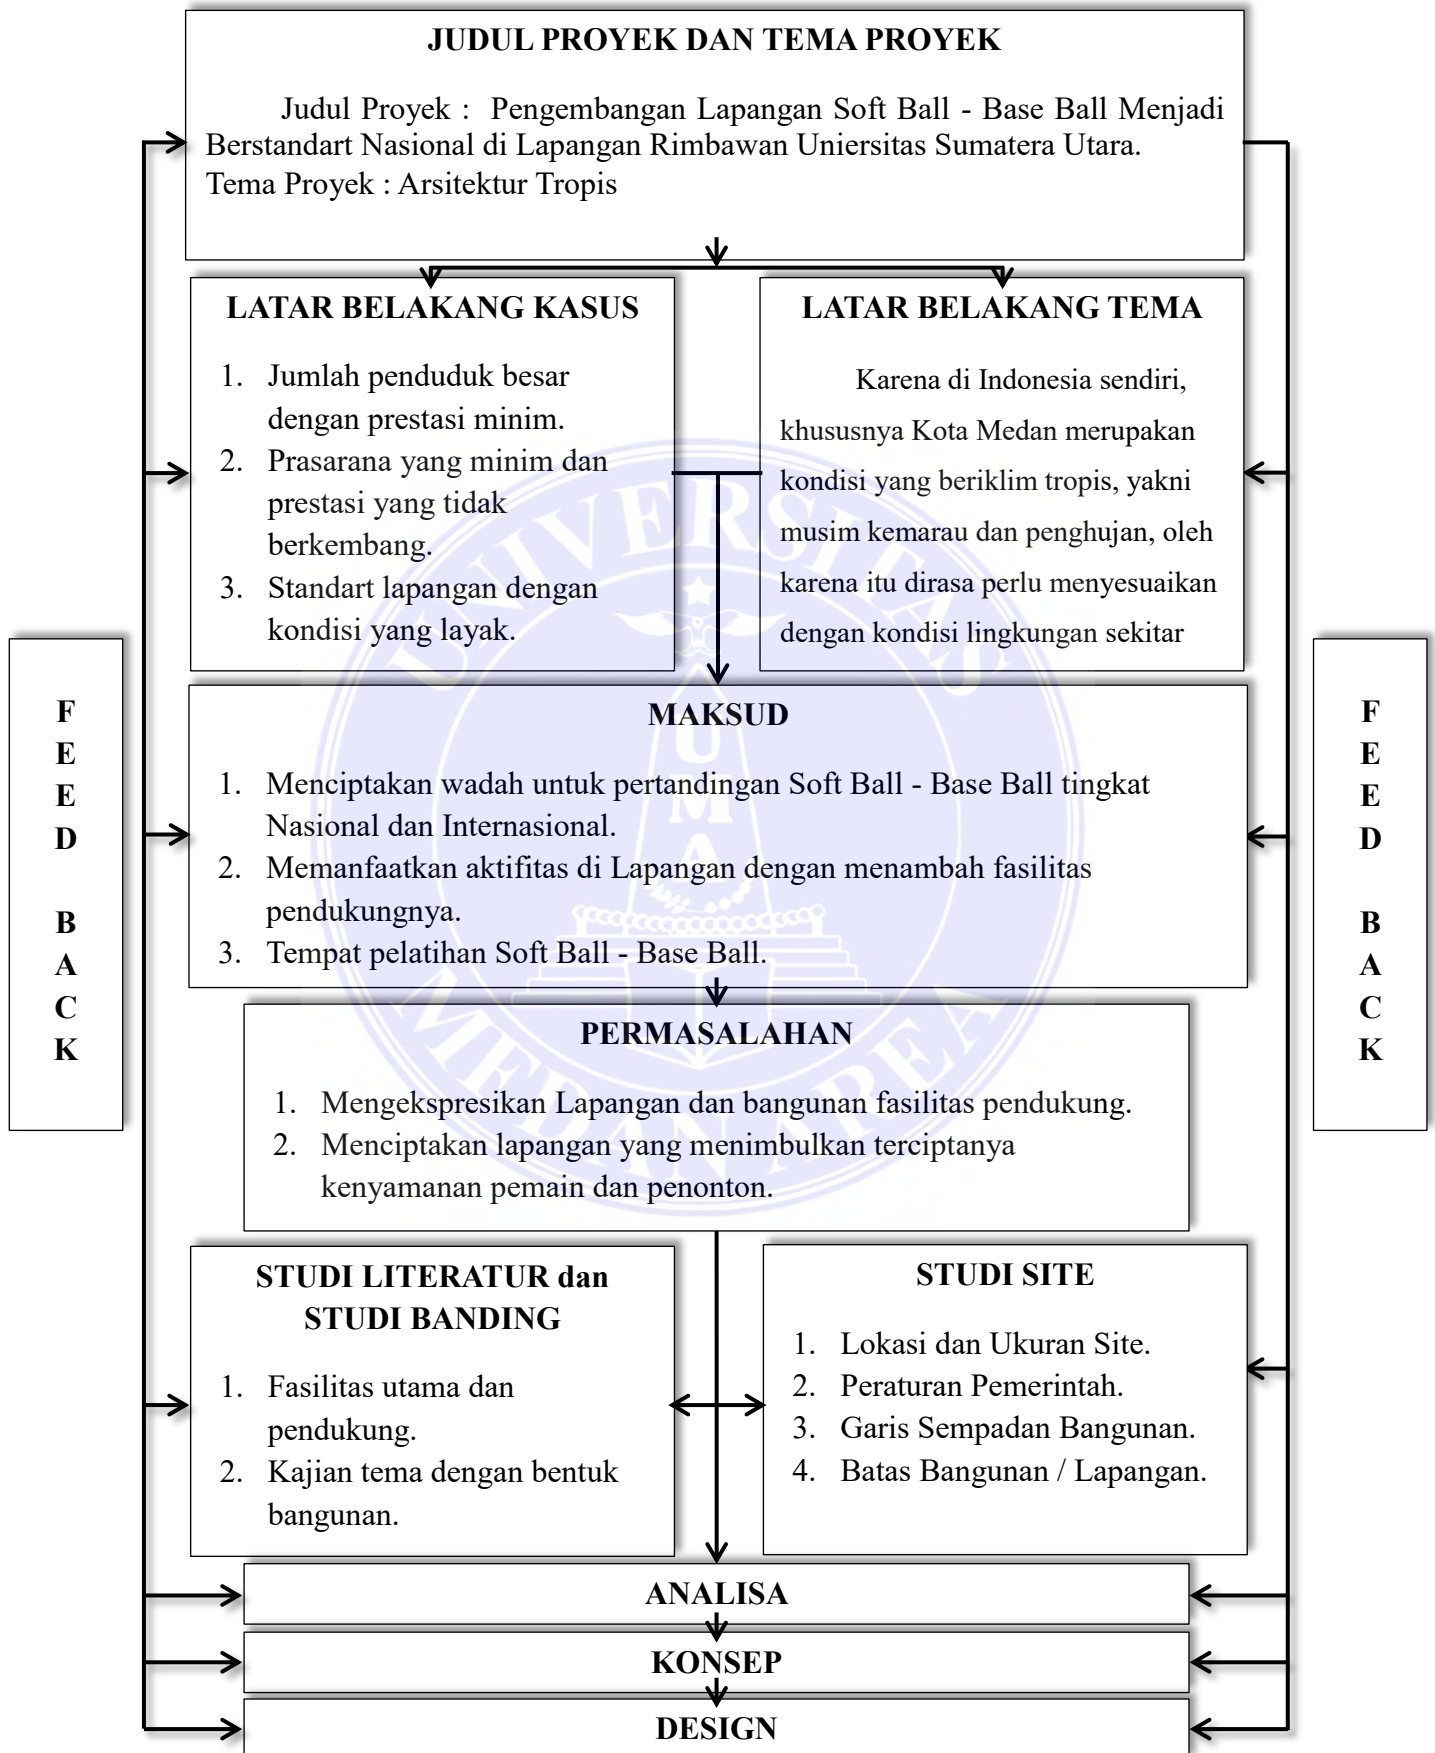 JUDUL PROYEK DAN TEMA PROYEK
Judul Proyek : Pengembangan Lapangan Soft Ball - Base Ball Menjadi
Berstandart Nasional di Lapangan Rimbawan Uniersitas Sumatera Utara.
Tema Proyek : Arsitektur Tropis
LATAR BELAKANG KASUS
1. Jumlah penduduk besar
dengan prestasi minim.
2. Prasarana yang minim dan
prestasi yang tidak
berkembang.
3. Standart lapangan dengan
kondisi yang layak.
LATAR BELAKANG TEMA
Karena di Indonesia sendiri,
khususnya Kota Medan merupakan
kondisi yang beriklim tropis, yakni
musim kemarau dan penghujan, oleh
karena itu dirasa perlu menyesuaikan
dengan kondisi lingkungan sekitar
F
E
E
D
B
A
C
K
MAKSUD
1. Menciptakan wadah untuk pertandingan Soft Ball - Base Ball tingkat
Nasional dan Internasional.
2. Memanfaatkan aktifitas di Lapangan dengan menambah fasilitas
pendukungnya.
3. Tempat pelatihan Soft Ball - Base Ball.
F
E
E
D
B
A
C
K
PERMASALAHAN
1. Mengekspresikan Lapangan dan bangunan fasilitas pendukung.
2. Menciptakan lapangan yang menimbulkan terciptanya
kenyamanan pemain dan penonton.
STUDI LITERATUR dan
STUDI BANDING
1. Fasilitas utama dan
pendukung.
2. Kajian tema dengan bentuk
bangunan.
STUDI SITE
1. Lokasi dan Ukuran Site.
2. Peraturan Pemerintah.
3. Garis Sempadan Bangunan.
4. Batas Bangunan / Lapangan.
ANALISA
KONSEP
DESIGN
UNIVERSITAS
UMA
MEDAN AREA